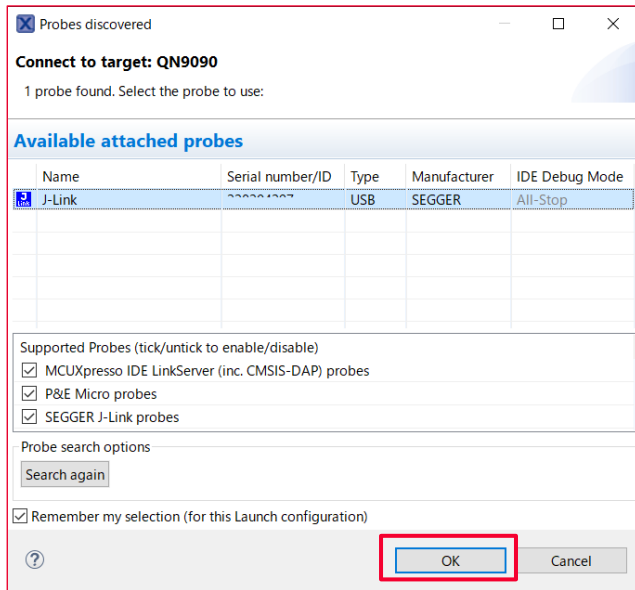 Probes discovered
Connect to target: QN9090
1 probe found. Select the probe to use:
Available attached probes
Name Serial number/ID Type Manufacturer IDE Debug Mode
J-Link USB SEGGER All-Stop
Supported Probes (tick/untick to enable/disable)
MCUXpresso IDE LinkServer (inc. CMSIS-DAP) probes
P&E Micro probes
SEGGER J-Link probes
Probe search options
Search again
Remember my selection (for this Launch configuration)
? OK Cancel